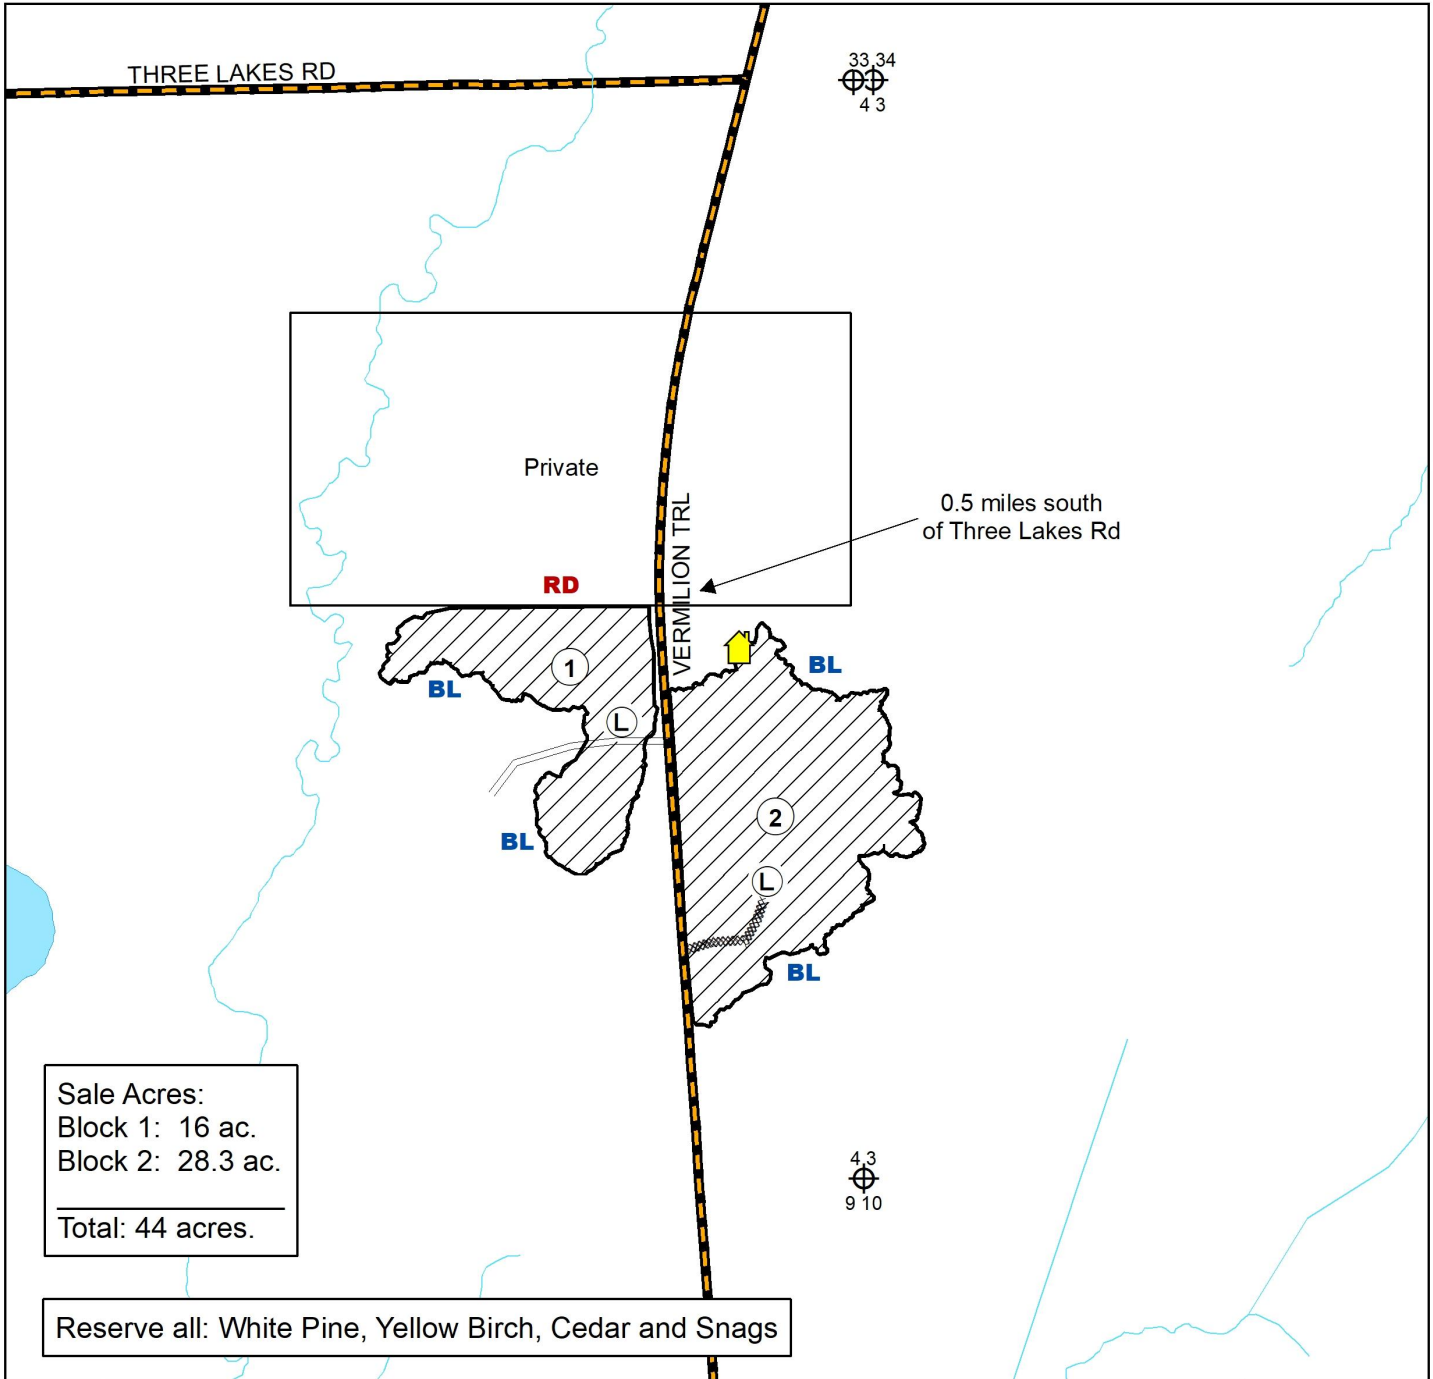 THREE LAKES RD
33 34
4 3
Private
0.5 miles south
of Three Lakes Rd
VERMILION TRL
RD
1
BL
BL
L
2
BL
L
BL
Sale Acres:
Block 1: 16 ac.
Block 2: 28.3 ac.
Total: 44 acres.
4 3
9 10
Reserve all: White Pine, Yellow Birch, Cedar and Snags